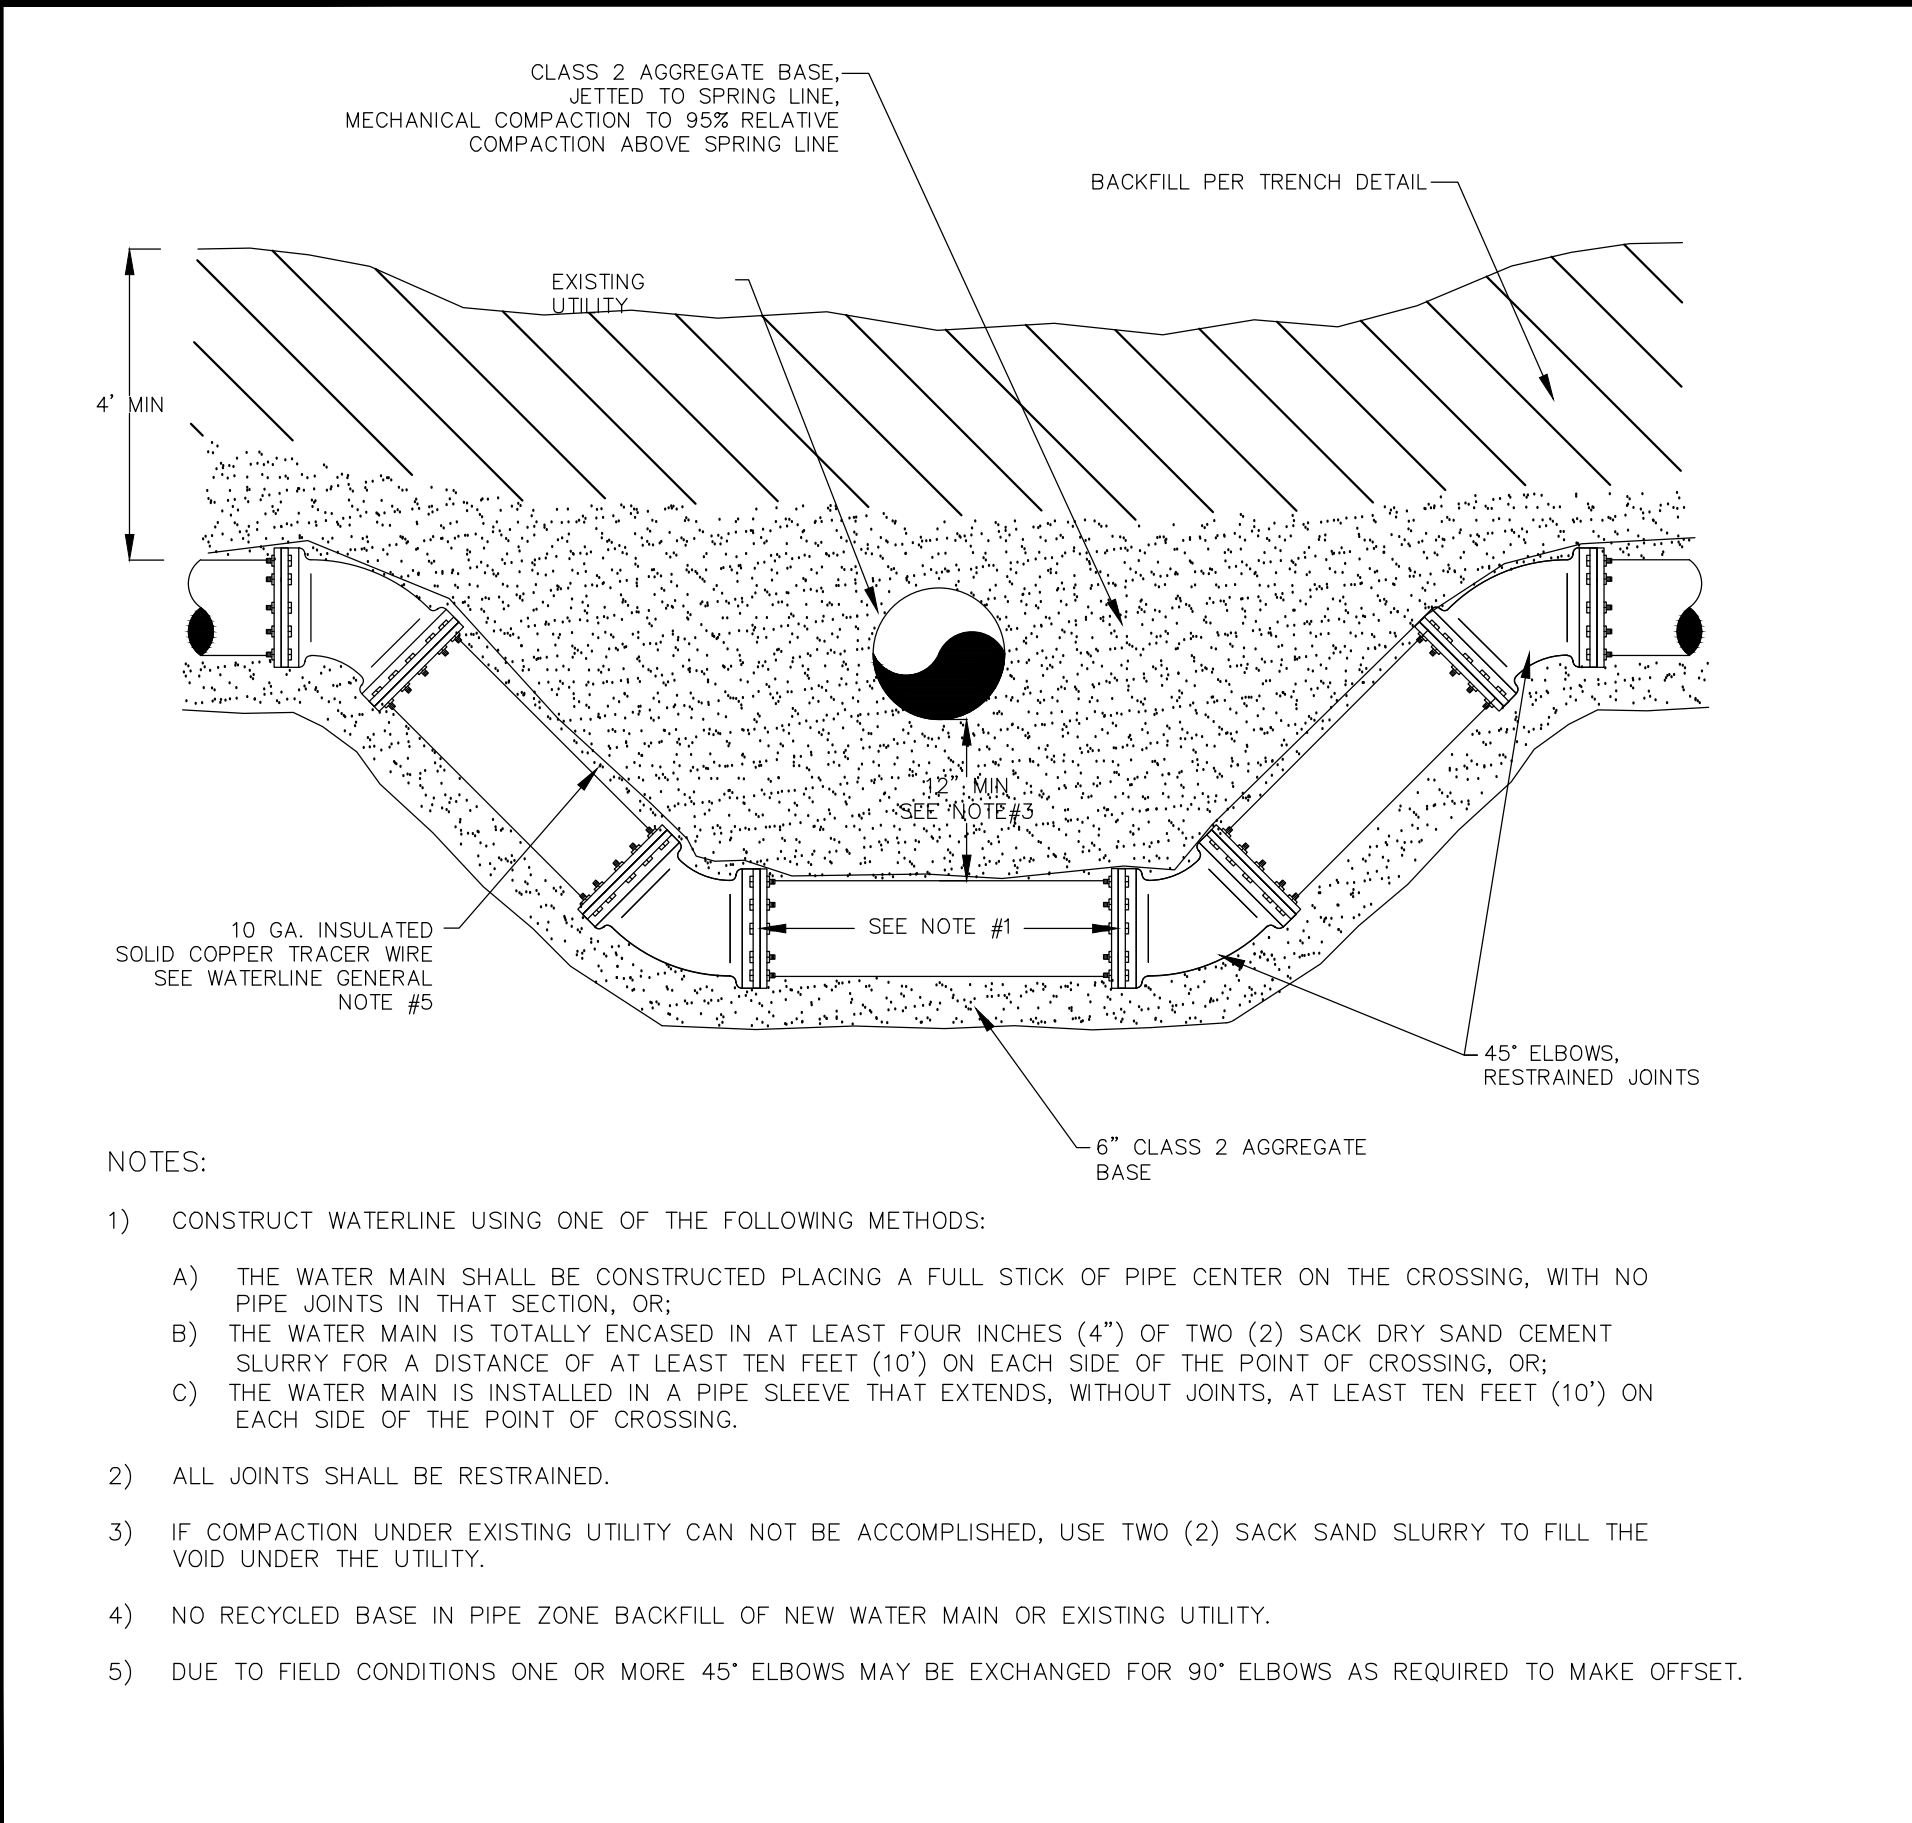 CLASS 2 AGGREGATE BASE,
JETTED TO SPRING LINE,
MECHANICAL COMPACTION TO 95% RELATIVE
COMPACTION ABOVE SPRING LINE
BACKFILL PER TRENCH DETAIL
EXISTING
UTILITY
4' MIN
12" MIN
SEE NOTE#3
SEE NOTE #1
10 GA. INSULATED
SOLID COPPER TRACER WIRE
SEE WATERLINE GENERAL
NOTE #5
45° ELBOWS,
RESTRAINED JOINTS
6" CLASS 2 AGGREGATE
BASE
NOTES:
1) CONSTRUCT WATERLINE USING ONE OF THE FOLLOWING METHODS:
A) THE WATER MAIN SHALL BE CONSTRUCTED PLACING A FULL STICK OF PIPE CENTER ON THE CROSSING, WITH NO
PIPE JOINTS IN THAT SECTION, OR;
B) THE WATER MAIN IS TOTALLY ENCASED IN AT LEAST FOUR INCHES (4") OF TWO (2) SACK DRY SAND CEMENT
SLURRY FOR A DISTANCE OF AT LEAST TEN FEET (10') ON EACH SIDE OF THE POINT OF CROSSING, OR;
C) THE WATER MAIN IS INSTALLED IN A PIPE SLEEVE THAT EXTENDS, WITHOUT JOINTS, AT LEAST TEN FEET (10') ON
EACH SIDE OF THE POINT OF CROSSING.
2) ALL JOINTS SHALL BE RESTRAINED.
3) IF COMPACTION UNDER EXISTING UTILITY CAN NOT BE ACCOMPLISHED, USE TWO (2) SACK SAND SLURRY TO FILL THE
VOID UNDER THE UTILITY.
4) NO RECYCLED BASE IN PIPE ZONE BACKFILL OF NEW WATER MAIN OR EXISTING UTILITY.
5) DUE TO FIELD CONDITIONS ONE OR MORE 45° ELBOWS MAY BE EXCHANGED FOR 90° ELBOWS AS REQUIRED TO MAKE OFFSET.